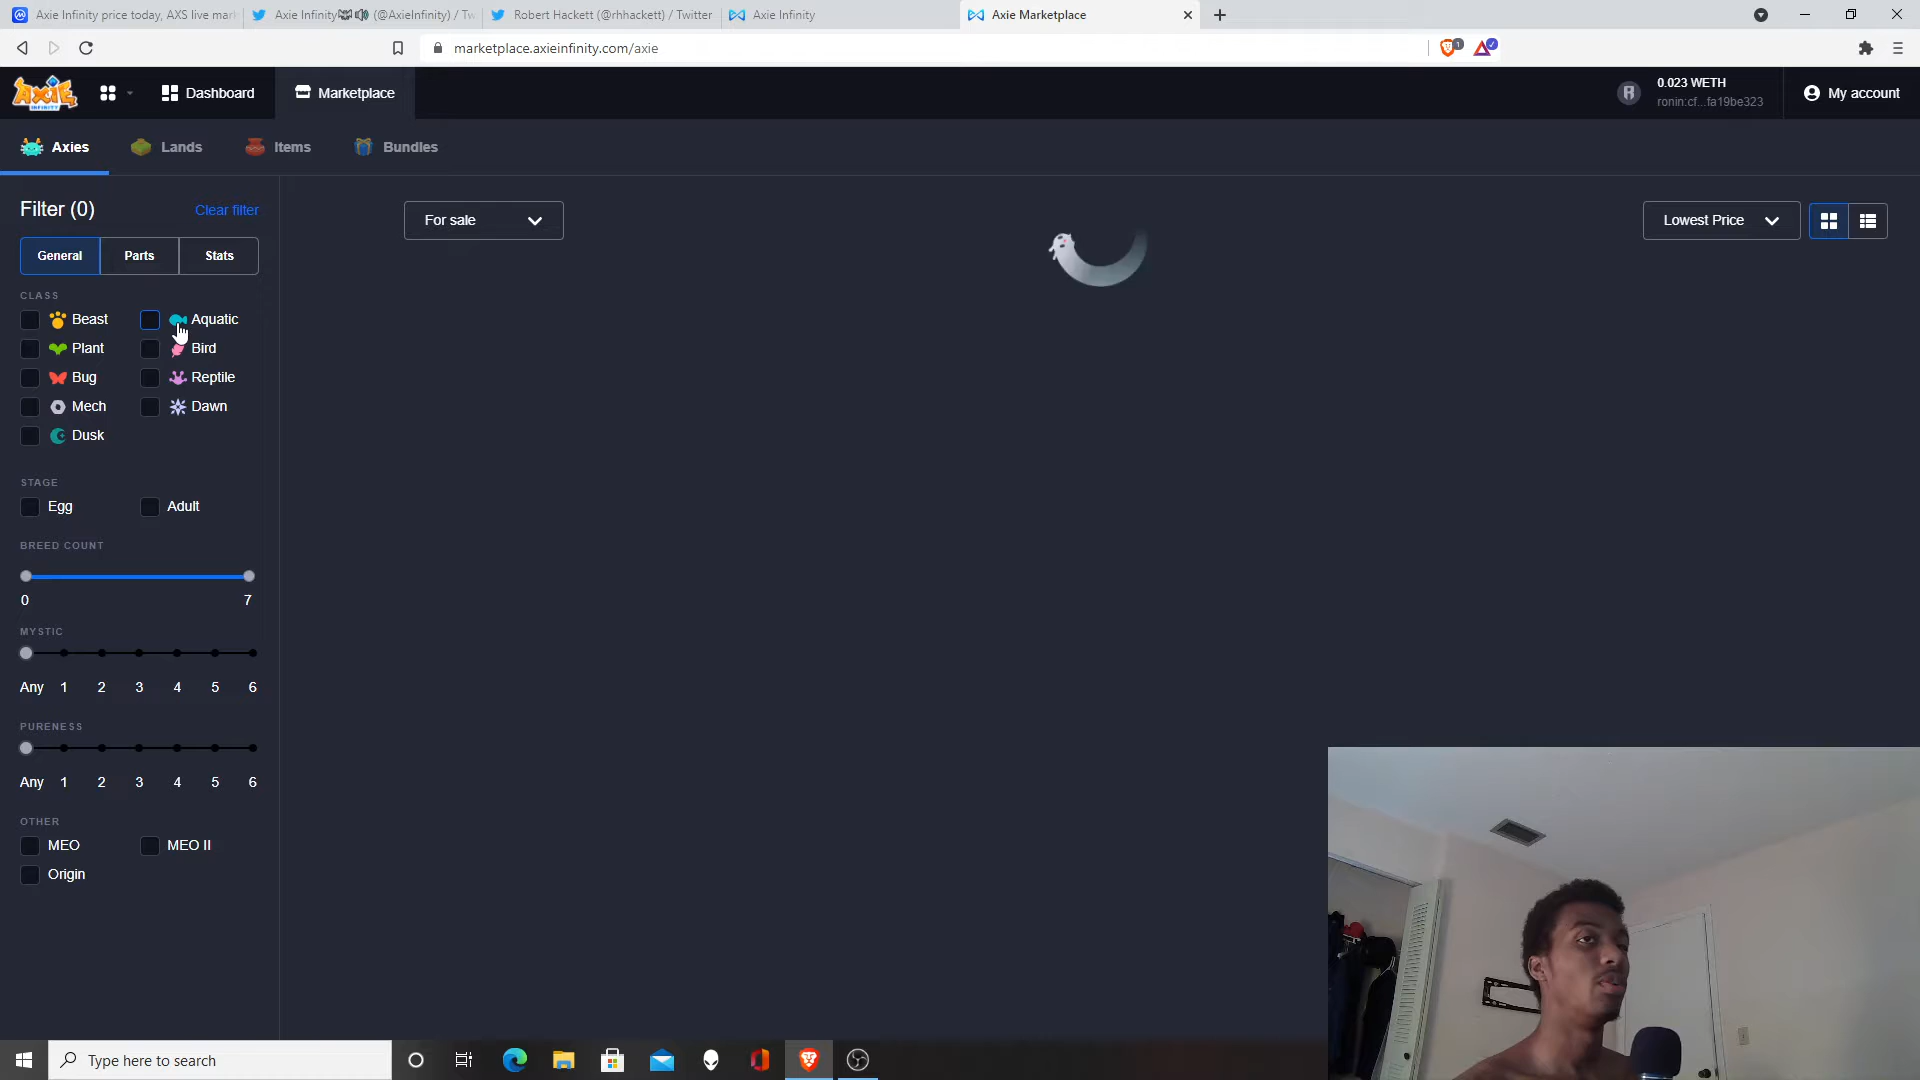 Axie Infinity price today, AXS live mar
Axie Infinity (@AxieInfinity) / Tw
Robert Hackett (@rhhackett) / Twitter
Axie Infinity
Axie Marketplace
marketplace.axieinfinity.com/axie
1
AXIE
INFINITY
Dashboard
Marketplace
0.023 WETH
ronin:cf...fa19be323
My account
Axies
Lands
Items
Bundles
Filter (0)
Clear filter
For sale
Lowest Price
General
Parts
Stats
CLASS
Beast
Aquatic
Plant
Bird
Bug
Reptile
Mech
Dawn
Dusk
STAGE
Egg
Adult
BREED COUNT
0
7
MYSTIC
Any 1 2 3 4 5 6
PURENESS
Any 1 2 3 4 5 6
OTHER
MEO
MEO II
Origin
Type here to search